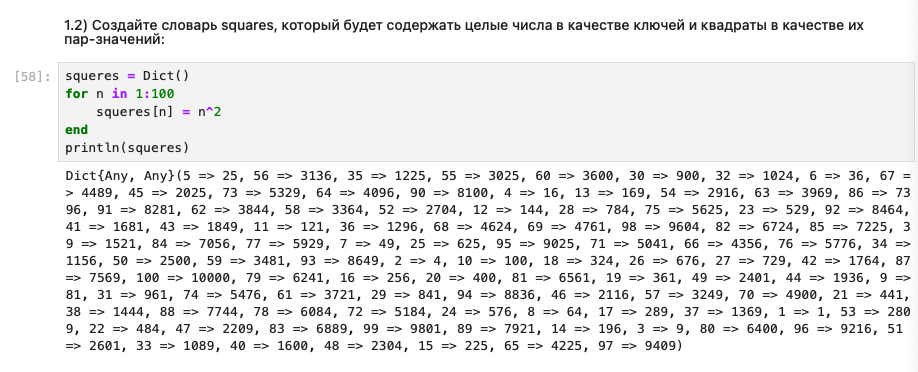 1.2) Создайте словарь squares, который будет содержать целые числа в качестве ключей и квадраты в качестве их
пар-значений:
[58]:
squeres = Dict()
for n in 1:100
    squeres[n] = n^2
end
println(squeres)
Dict{Any, Any}(5 => 25, 56 => 3136, 35 => 1225, 55 => 3025, 60 => 3600, 30 => 900, 32 => 1024, 6 => 36, 67 =
> 4489, 45 => 2025, 73 => 5329, 64 => 4096, 90 => 8100, 4 => 16, 13 => 169, 54 => 2916, 63 => 3969, 86 => 73
96, 91 => 8281, 62 => 3844, 58 => 3364, 52 => 2704, 12 => 144, 28 => 784, 75 => 5625, 23 => 529, 92 => 8464,
41 => 1681, 43 => 1849, 11 => 121, 36 => 1296, 68 => 4624, 69 => 4761, 98 => 9604, 82 => 6724, 85 => 7225, 3
9 => 1521, 84 => 7056, 77 => 5929, 7 => 49, 25 => 625, 95 => 9025, 71 => 5041, 66 => 4356, 76 => 5776, 34 =>
1156, 50 => 2500, 59 => 3481, 93 => 8649, 2 => 4, 10 => 100, 18 => 324, 26 => 676, 27 => 729, 42 => 1764, 87
=> 7569, 100 => 10000, 79 => 6241, 16 => 256, 20 => 400, 81 => 6561, 19 => 361, 49 => 2401, 44 => 1936, 9 =>
81, 31 => 961, 74 => 5476, 61 => 3721, 29 => 841, 94 => 8836, 46 => 2116, 57 => 3249, 70 => 4900, 21 => 441,
38 => 1444, 88 => 7744, 78 => 6084, 72 => 5184, 24 => 576, 8 => 64, 17 => 289, 37 => 1369, 1 => 1, 53 => 280
9, 22 => 484, 47 => 2209, 83 => 6889, 99 => 9801, 89 => 7921, 14 => 196, 3 => 9, 80 => 6400, 96 => 9216, 51
=> 2601, 33 => 1089, 40 => 1600, 48 => 2304, 15 => 225, 65 => 4225, 97 => 9409)